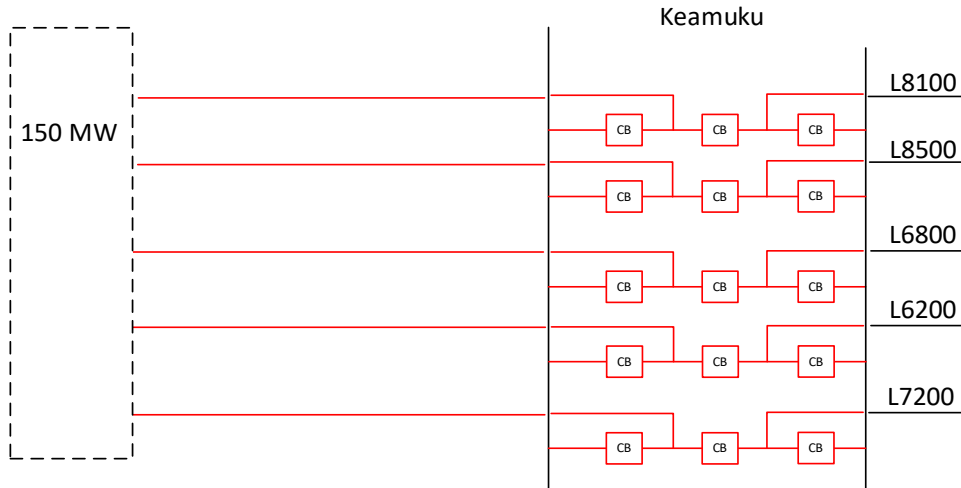 Keamuku
150 MW
L8100
CB CB CB
L8500
CB CB CB
L6800
CB CB CB
L6200
CB CB CB
L7200
CB CB CB